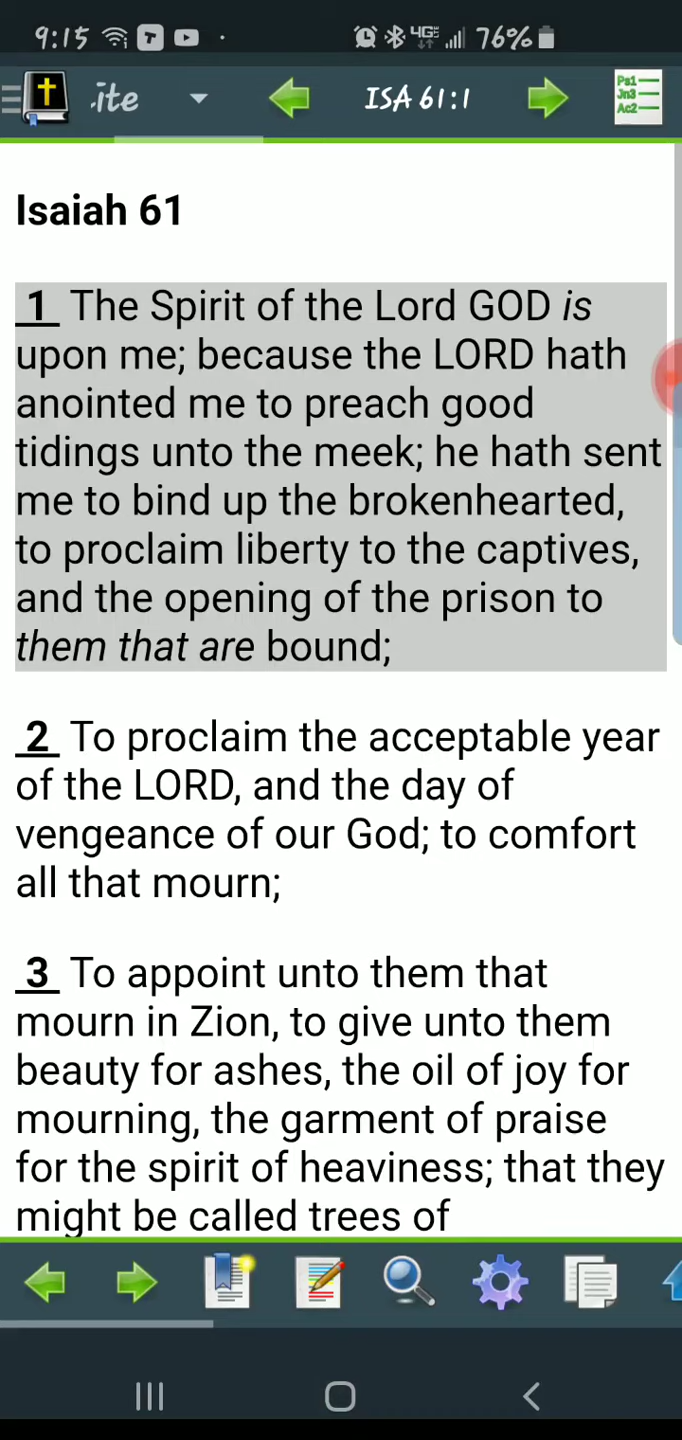 9:15 T 4GE 76%
.ite ISA 61:1 Ps1 Jn3 Ac2
Isaiah 61
1 The Spirit of the Lord GOD is
upon me; because the LORD hath
anointed me to preach good
tidings unto the meek; he hath sent
me to bind up the brokenhearted,
to proclaim liberty to the captives,
and the opening of the prison to
them that are bound;
2 To proclaim the acceptable year
of the LORD, and the day of
vengeance of our God; to comfort
all that mourn;
3 To appoint unto them that
mourn in Zion, to give unto them
beauty for ashes, the oil of joy for
mourning, the garment of praise
for the spirit of heaviness; that they
might be called trees of